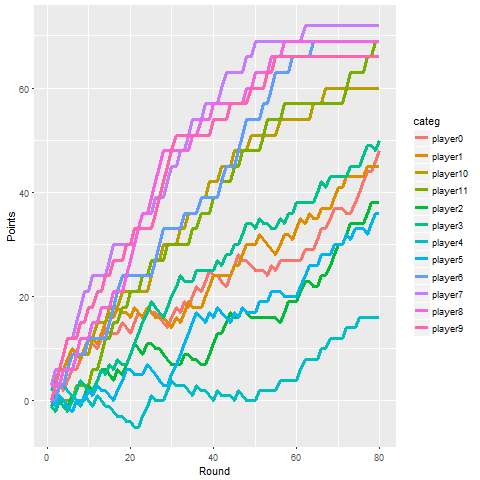 Points
60
40
20
0
0
20
40
60
80
Round
categ
player0
player1
player10
player11
player2
player3
player4
player5
player6
player7
player8
player9